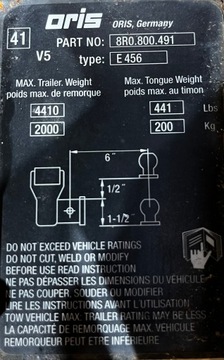 oris ORIS, Germany
41 V5 PART NO: 8R0.800.491
type: E 456
MAX. Trailer. Weight MAX. Tongue Weight
poids max. de remorque poids max. au timon
4410 441 Lbs
2000 200 Kg
6"
1/2"
1-1/2"
DO NOT EXCEED VEHICLE RATINGS
DO NOT CUT, WELD OR MODIFY
BEFORE USE READ INSTRUCTION
NE PAS DÉPASSER LES DIMENSIONS DU VÉHICULE
NE PAS COUPER, SOUDER OU MODIFIER
LIRE LES INSTRUCTIONS AVANT D'UTILISER
TOW VEHICLE MAX. TRAILER RATING MAY BE LESS
LA CAPACITÉ DE REMORQUAGE MAX. DU VEHICULE
REMORQUEUR PEUT ÊTRE INFÉRIEURE